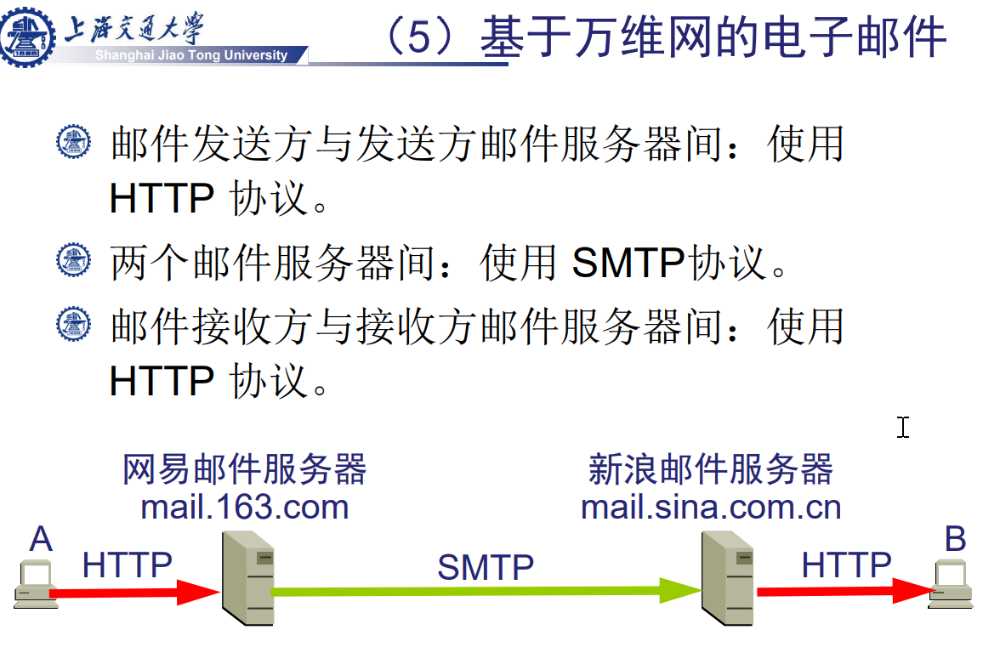 上海交通大学
Shanghai Jiao Tong University
（5）基于万维网的电子邮件
邮件发送方与发送方邮件服务器间：使用
HTTP 协议。
两个邮件服务器间：使用 SMTP协议。
邮件接收方与接收方邮件服务器间：使用
HTTP 协议。
网易邮件服务器
mail.163.com
新浪邮件服务器
mail.sina.com.cn
A
HTTP
SMTP
HTTP
B